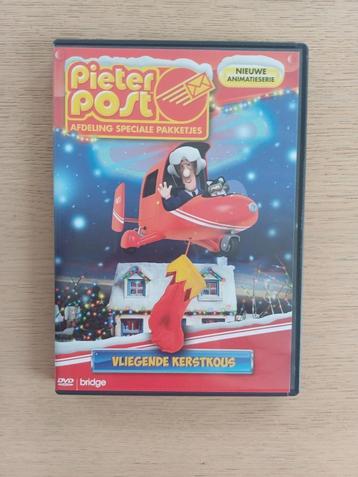 Pieter
Post
AFDELING SPECIALE PAKKETJES
NIEUWE
ANIMATIESERIE
VLIEGENDE KERSTKOUS
DVD
bridge